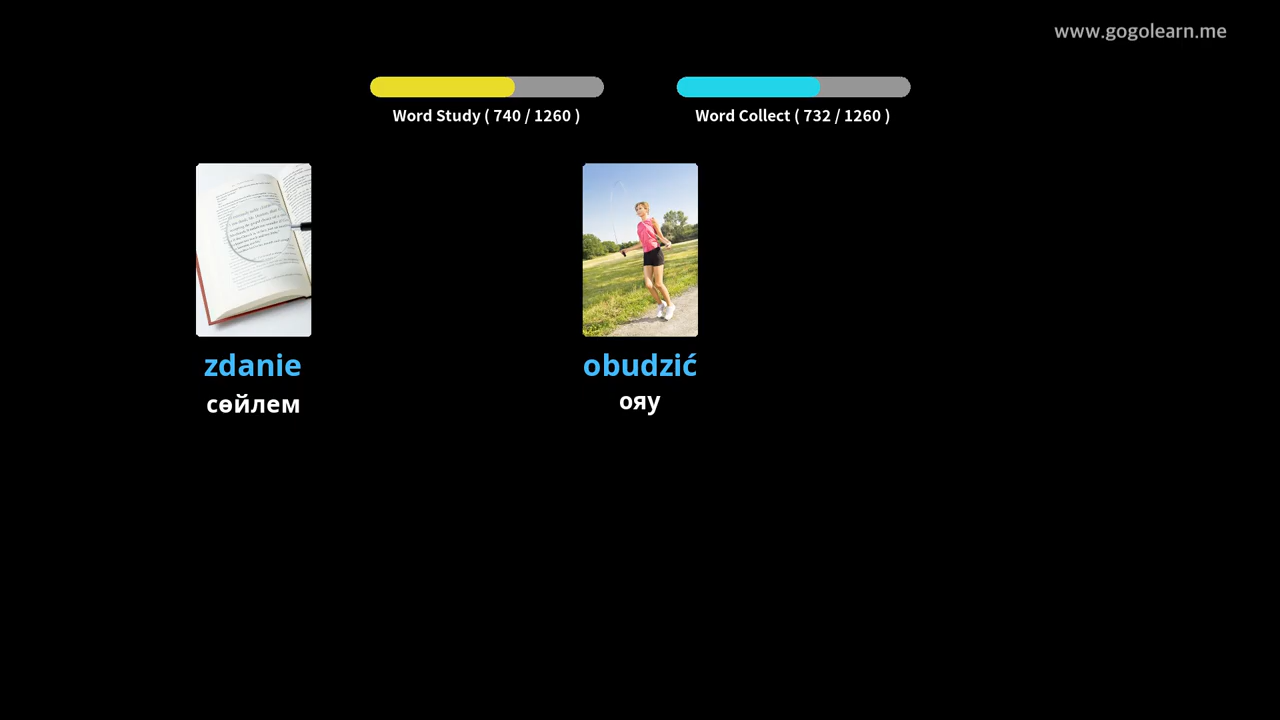 www.gogolearn.me
Word Study ( 740 / 1260 )
Word Collect ( 732 / 1260 )
zdanie
сөйлем
obudzić
ояу